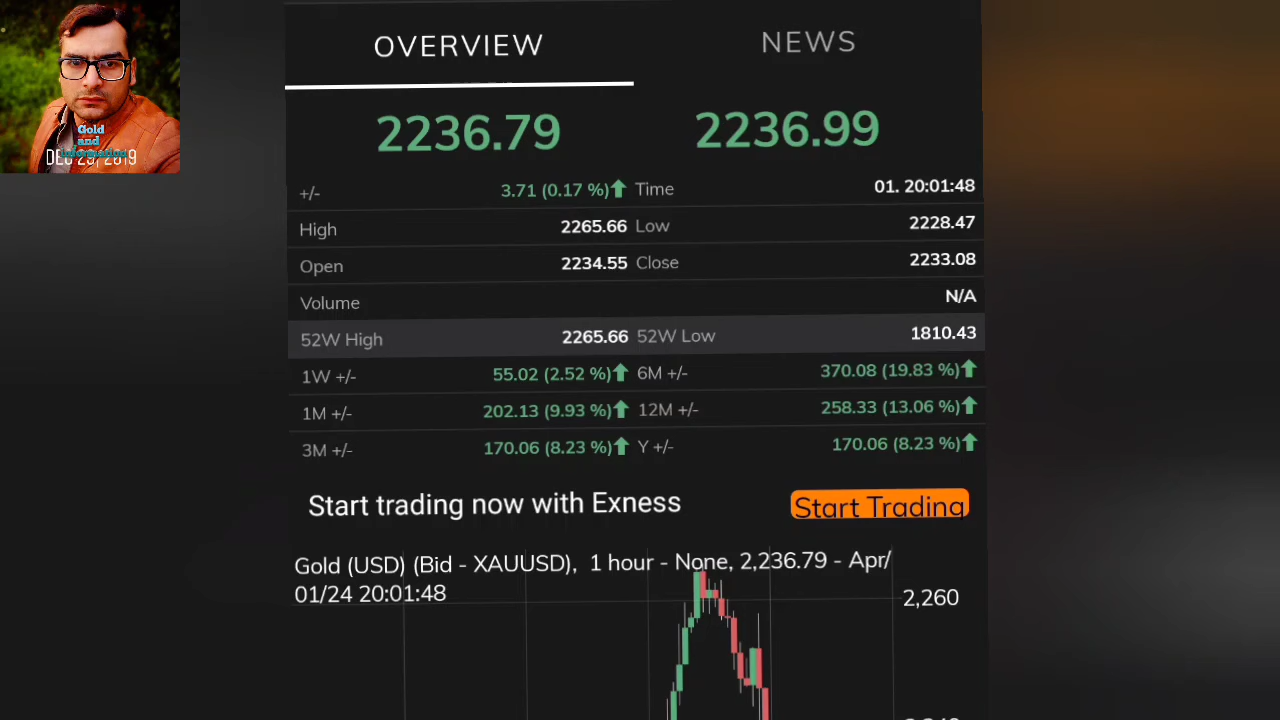 OVERVIEW NEWS
2236.79 2236.99
+/- 3.71 (0.17 %) Time 01. 20:01:48
High 2265.66 Low 2228.47
Open 2234.55 Close 2233.08
Volume N/A
52W High 2265.66 52W Low 1810.43
1W +/- 55.02 (2.52 %) 6M +/- 370.08 (19.83 %)
1M +/- 202.13 (9.93 %) 12M +/- 258.33 (13.06 %)
3M +/- 170.06 (8.23 %) Y +/- 170.06 (8.23 %)
Start trading now with Exness Start Trading
Gold (USD) (Bid - XAUUSD), 1 hour - None, 2,236.79 - Apr/
01/24 20:01:48
2,260
Gold
and
information
DEC 25, 2019